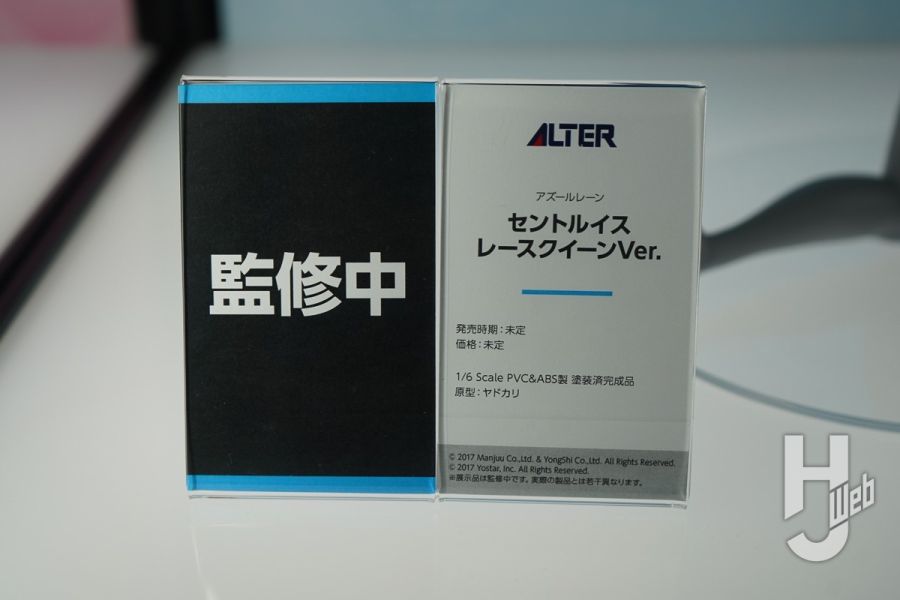 監修中
ALTER
アズールレーン
セントルイス
レースクイーンVer.
発売時期：未定
価格：未定
1/6 Scale PVC&ABS製 塗装済完成品
原型：ヤドカリ
© 2017 Manjuu Co.,Ltd. & YongShi Co.,Ltd. All Rights Reserved.
© 2017 Yostar, Inc. All Rights Reserved.
※展示品は監修中です。実際の製品とは若干異なります。
HJ Web